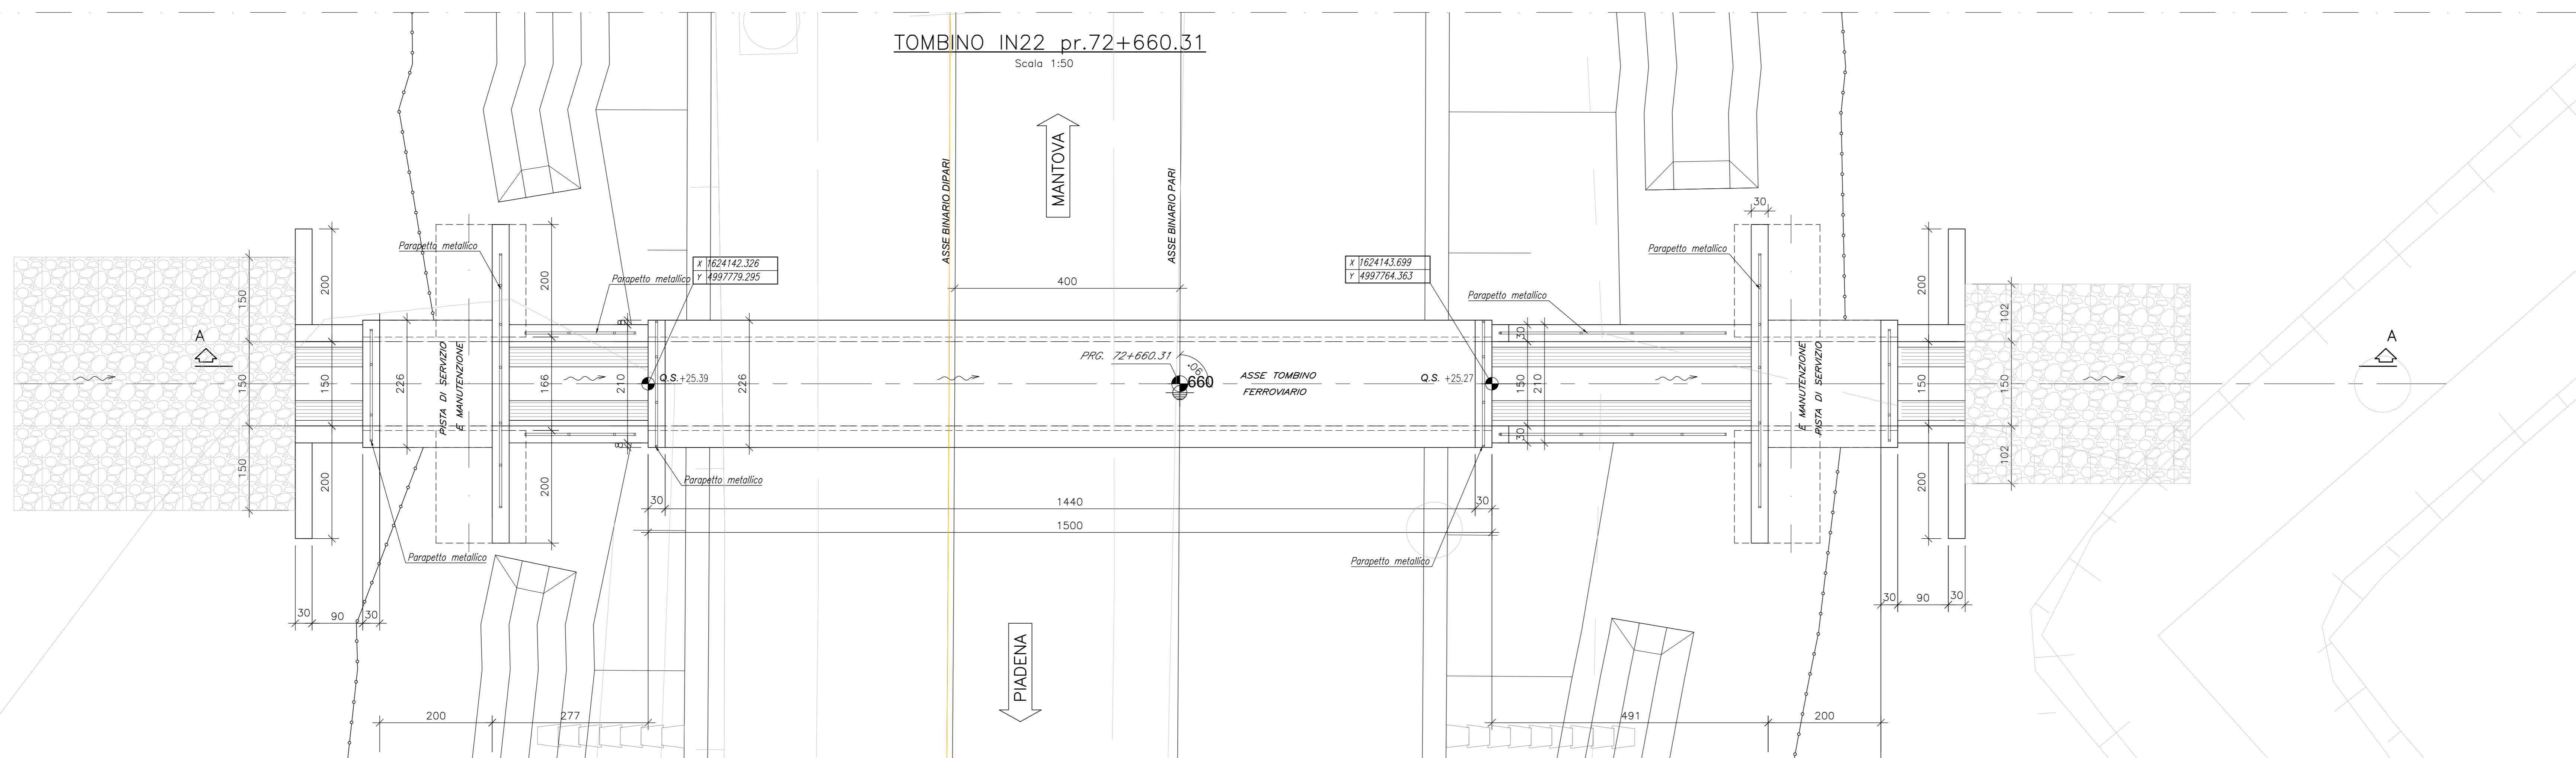 TOMBINO IN22 pr.72+660.31
Scala 1:50
MANTOVA
ASSE BINARIO DIPARI
ASSE BINARIO PARI
400
X 1624142.326
Y 4997779.295
X 1624143.699
Y 4997764.363
Parapetto metallico
Parapetto metallico
Parapetto metallico
Parapetto metallico
30
200
200
200
150
150
150
150
200
200
226
166
210
8
8
226
A
PISTA DI SERVIZIO
E MANUTENZIONE
Q.S. +25.39
PRG. 72+660.31
90°
660
ASSE TOMBINO
FERROVIARIO
Q.S. +25.27
30
150
210
30
E MANUTENZIONE
PISTA DI SERVIZIO
200
150
200
102
150
102
A
Parapetto metallico
Parapetto metallico
Parapetto metallico
30
1440
30
1500
30
90
30
30
90
30
PIADENA
200
277
491
200